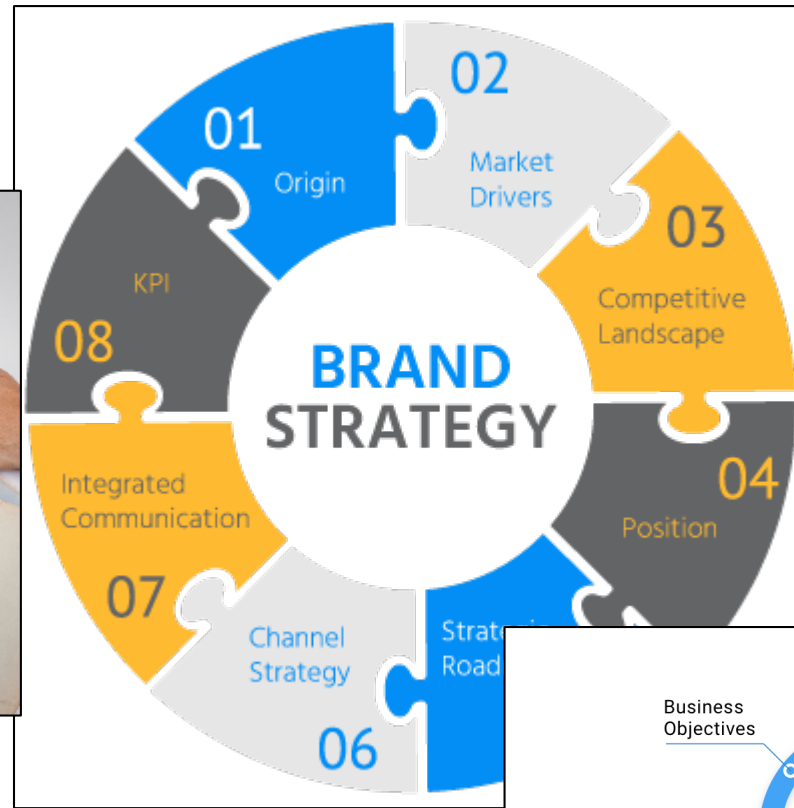 01
Origin
02
Market
Drivers
03
Competitive
Landscape
04
Position
Road
06
Channel
Strategy
07
Integrated
Communication
08
KPI
BRAND
STRATEGY
Business
Objectives